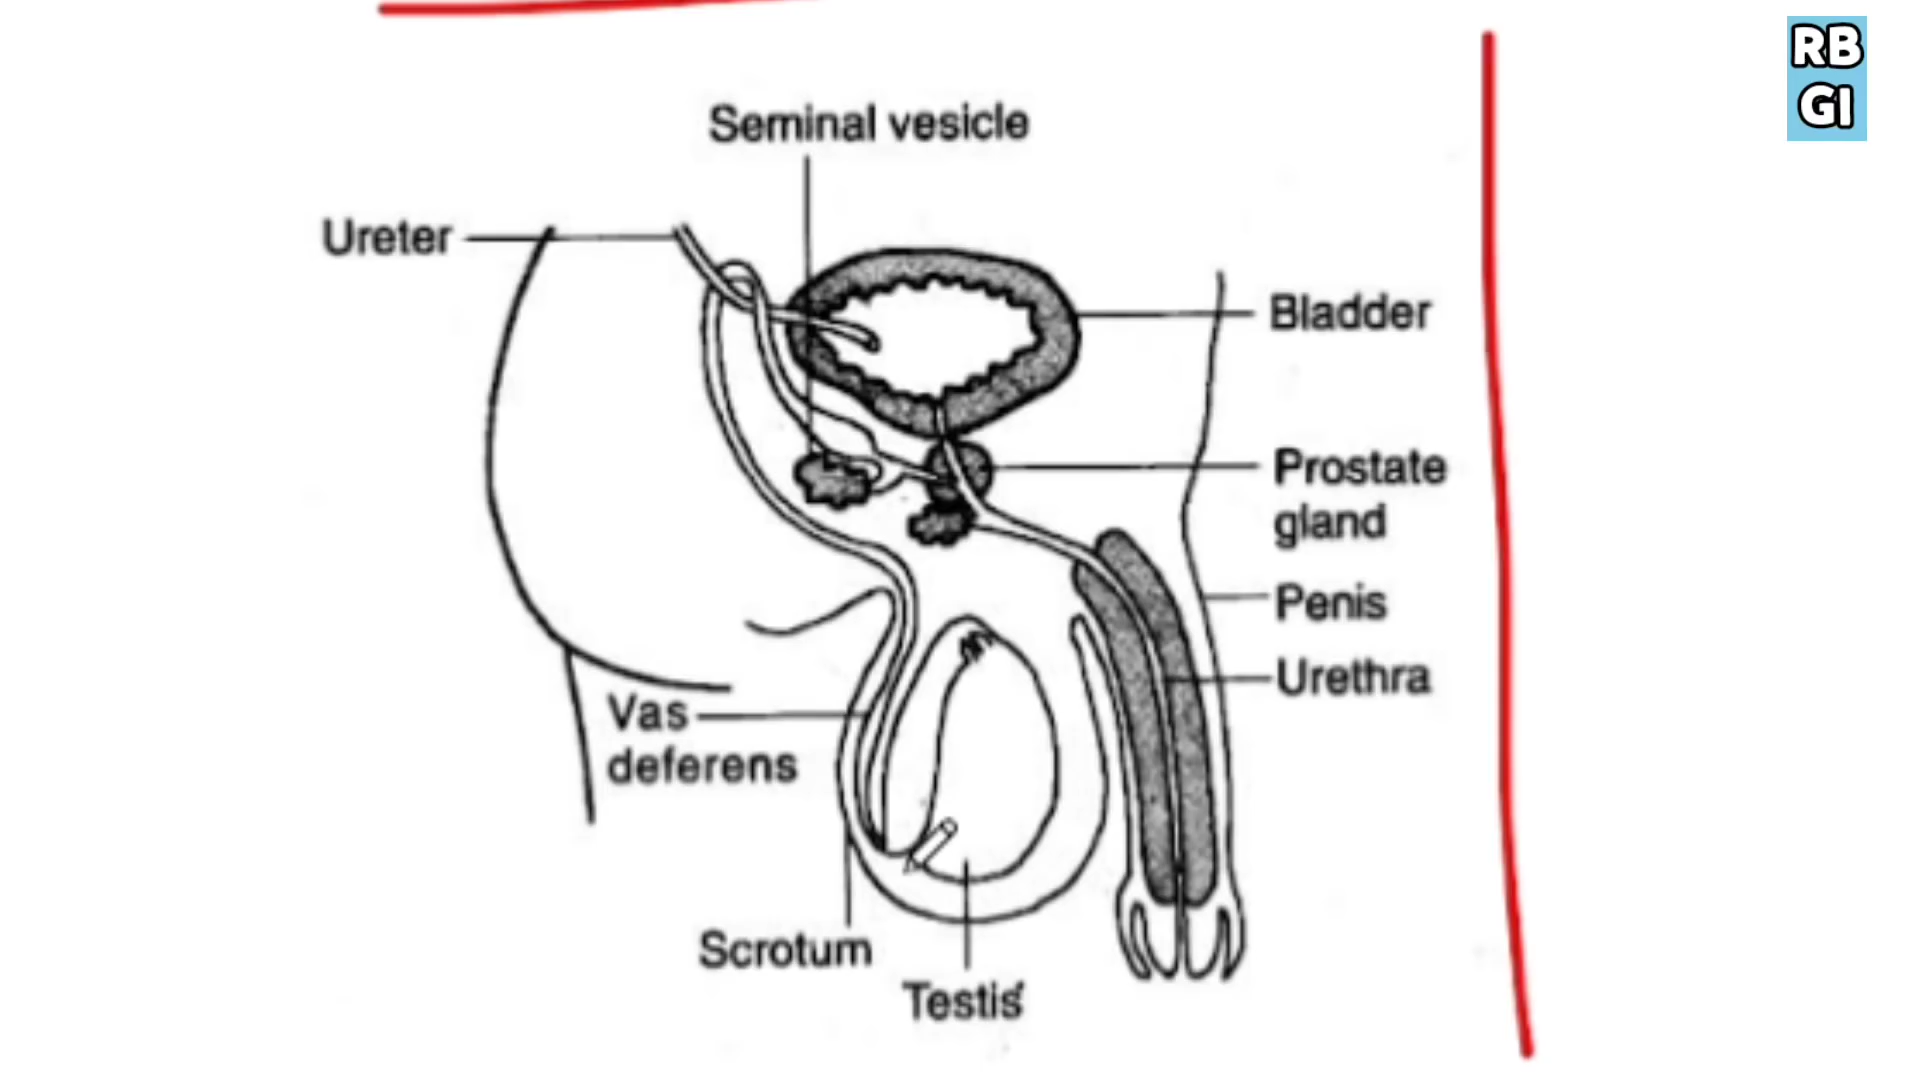 RB
GI
Seminal vesicle
Ureter
Bladder
Prostate
gland
Penis
Urethra
Vas
deferens
Scrotum
Testis